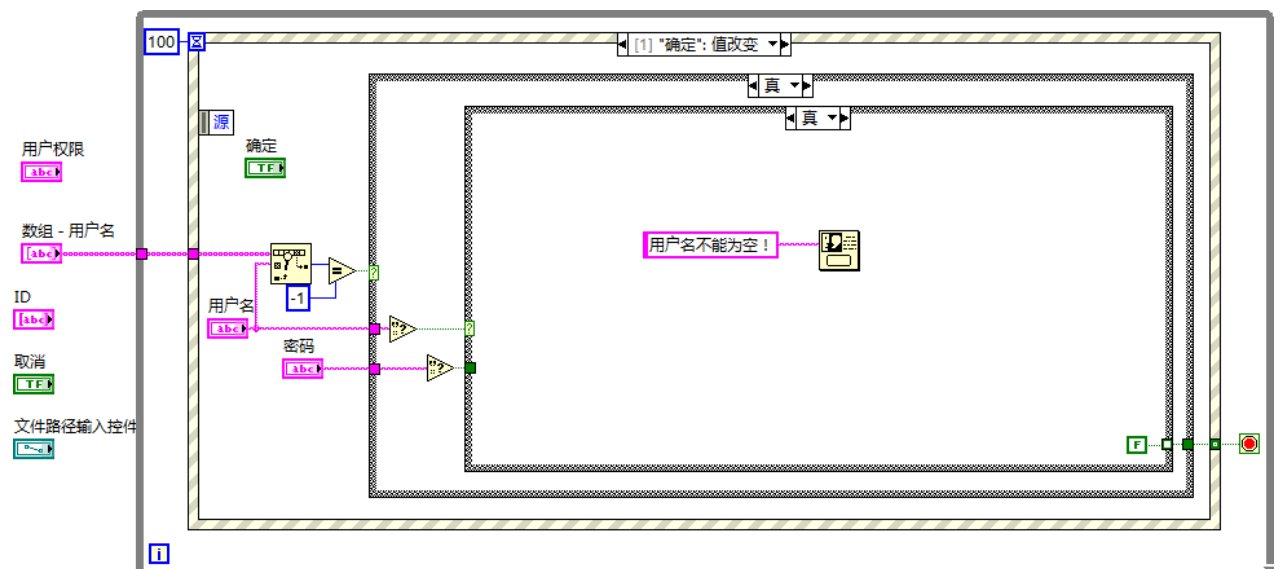 100
[1] "确定": 值改变
真
真
源
确定
TF
用户权限
abc
数组 - 用户名
[abc]
用户名不能为空！
=
?
-1
ID
[abc]
用户名
abc
?
?
密码
abc
?
取消
TF
文件路径输入控件
F
i